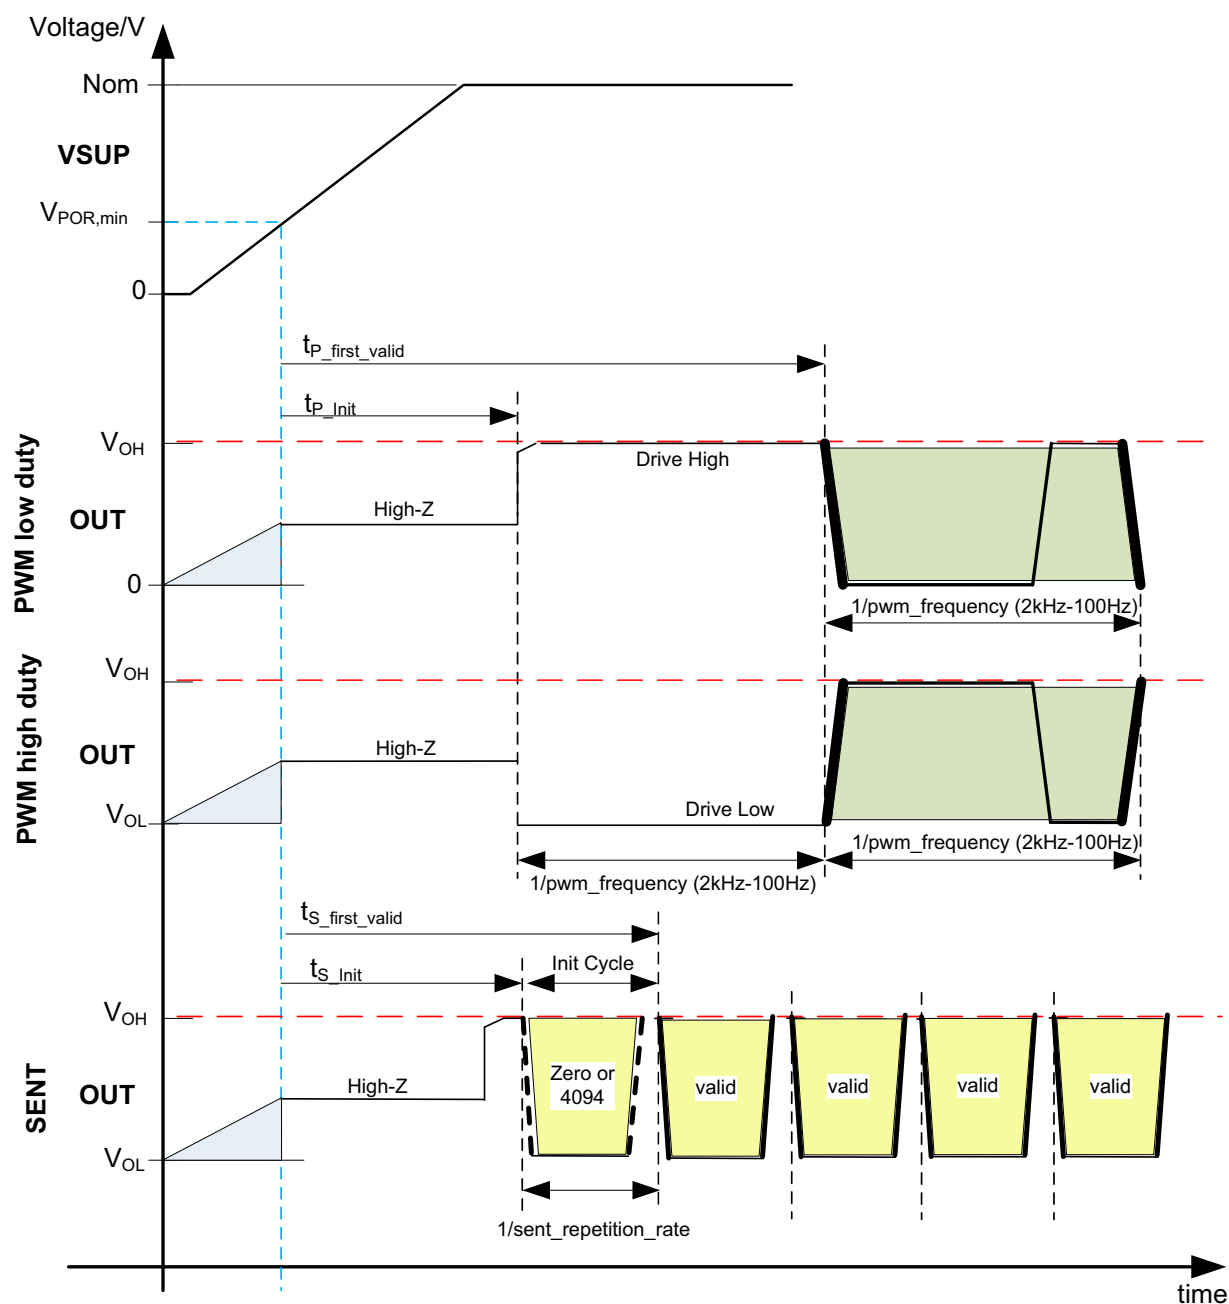 Voltage/V
Nom
VSUP
VPOR,min
0
tP_first_valid
tP_Init
PWM low duty
VOH
Drive High
High-Z
OUT
0
1/pwm_frequency (2kHz-100Hz)
PWM high duty
VOH
High-Z
OUT
Drive Low
VOL
1/pwm_frequency (2kHz-100Hz)
1/pwm_frequency (2kHz-100Hz)
tS_first_valid
Init Cycle
tS_Init
SENT
VOH
Zero or
4094
valid
valid
valid
valid
High-Z
OUT
VOL
1/sent_repetition_rate
time